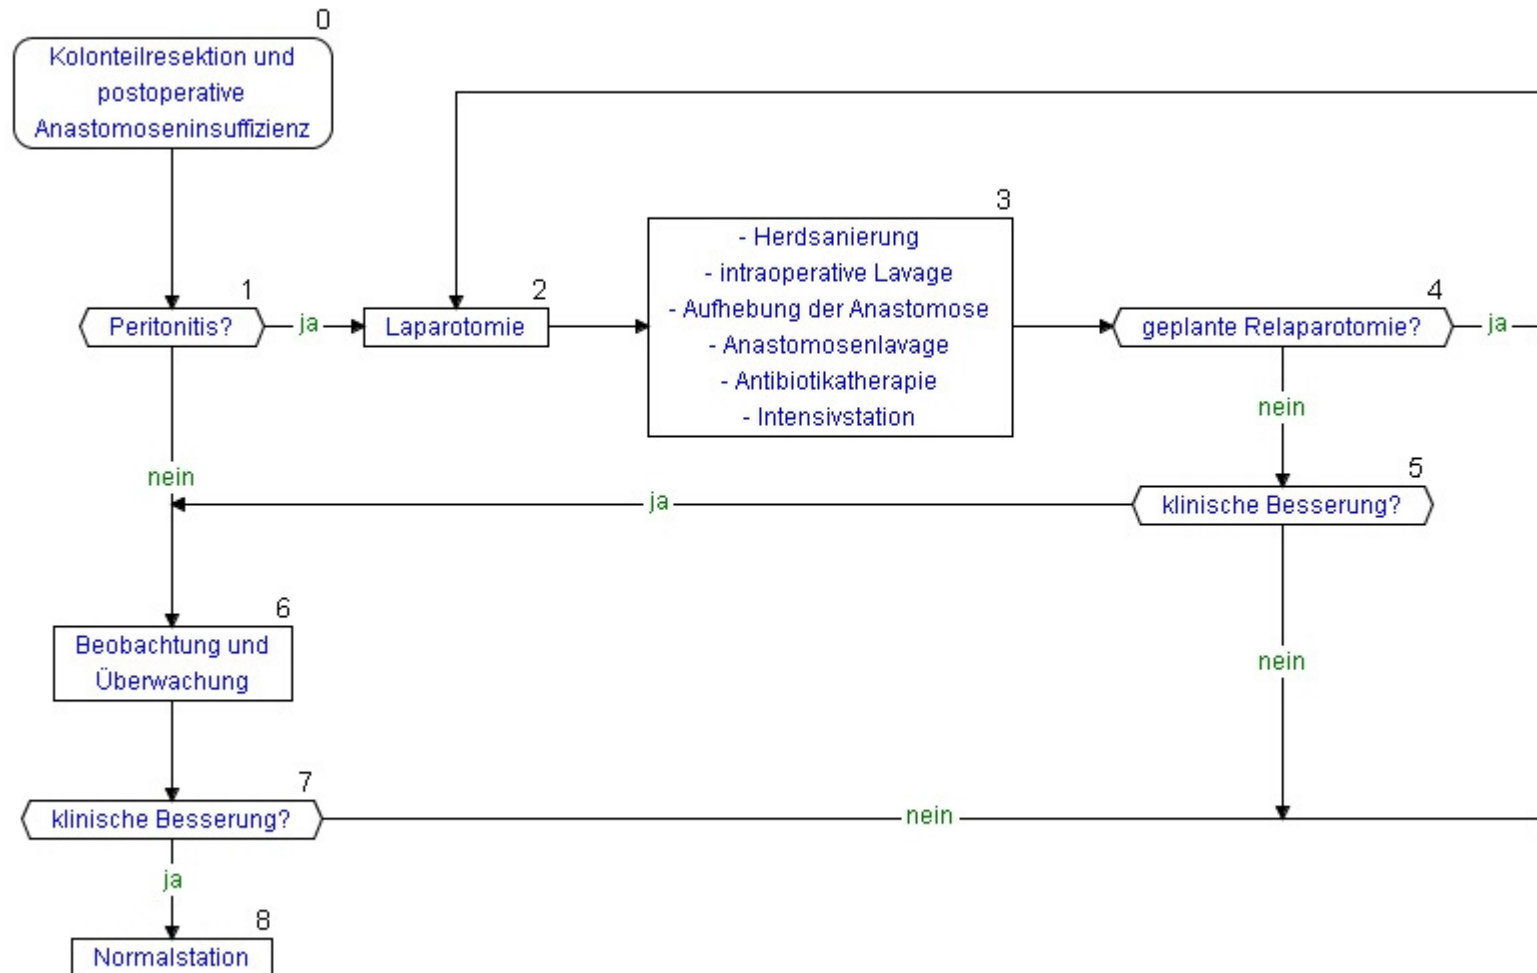 0
Kolonteilresektion und
postoperative
Anastomoseninsuffizienz
1
Peritonitis?
ja
2
Laparotomie
3
- Herdsanierung
- intraoperative Lavage
- Aufhebung der Anastomose
- Anastomosenlavage
- Antibiotikatherapie
- Intensivstation
4
geplante Relaparotomie?
ja
nein
5
klinische Besserung?
ja
nein
nein
6
Beobachtung und
Überwachung
7
klinische Besserung?
nein
ja
8
Normalstation